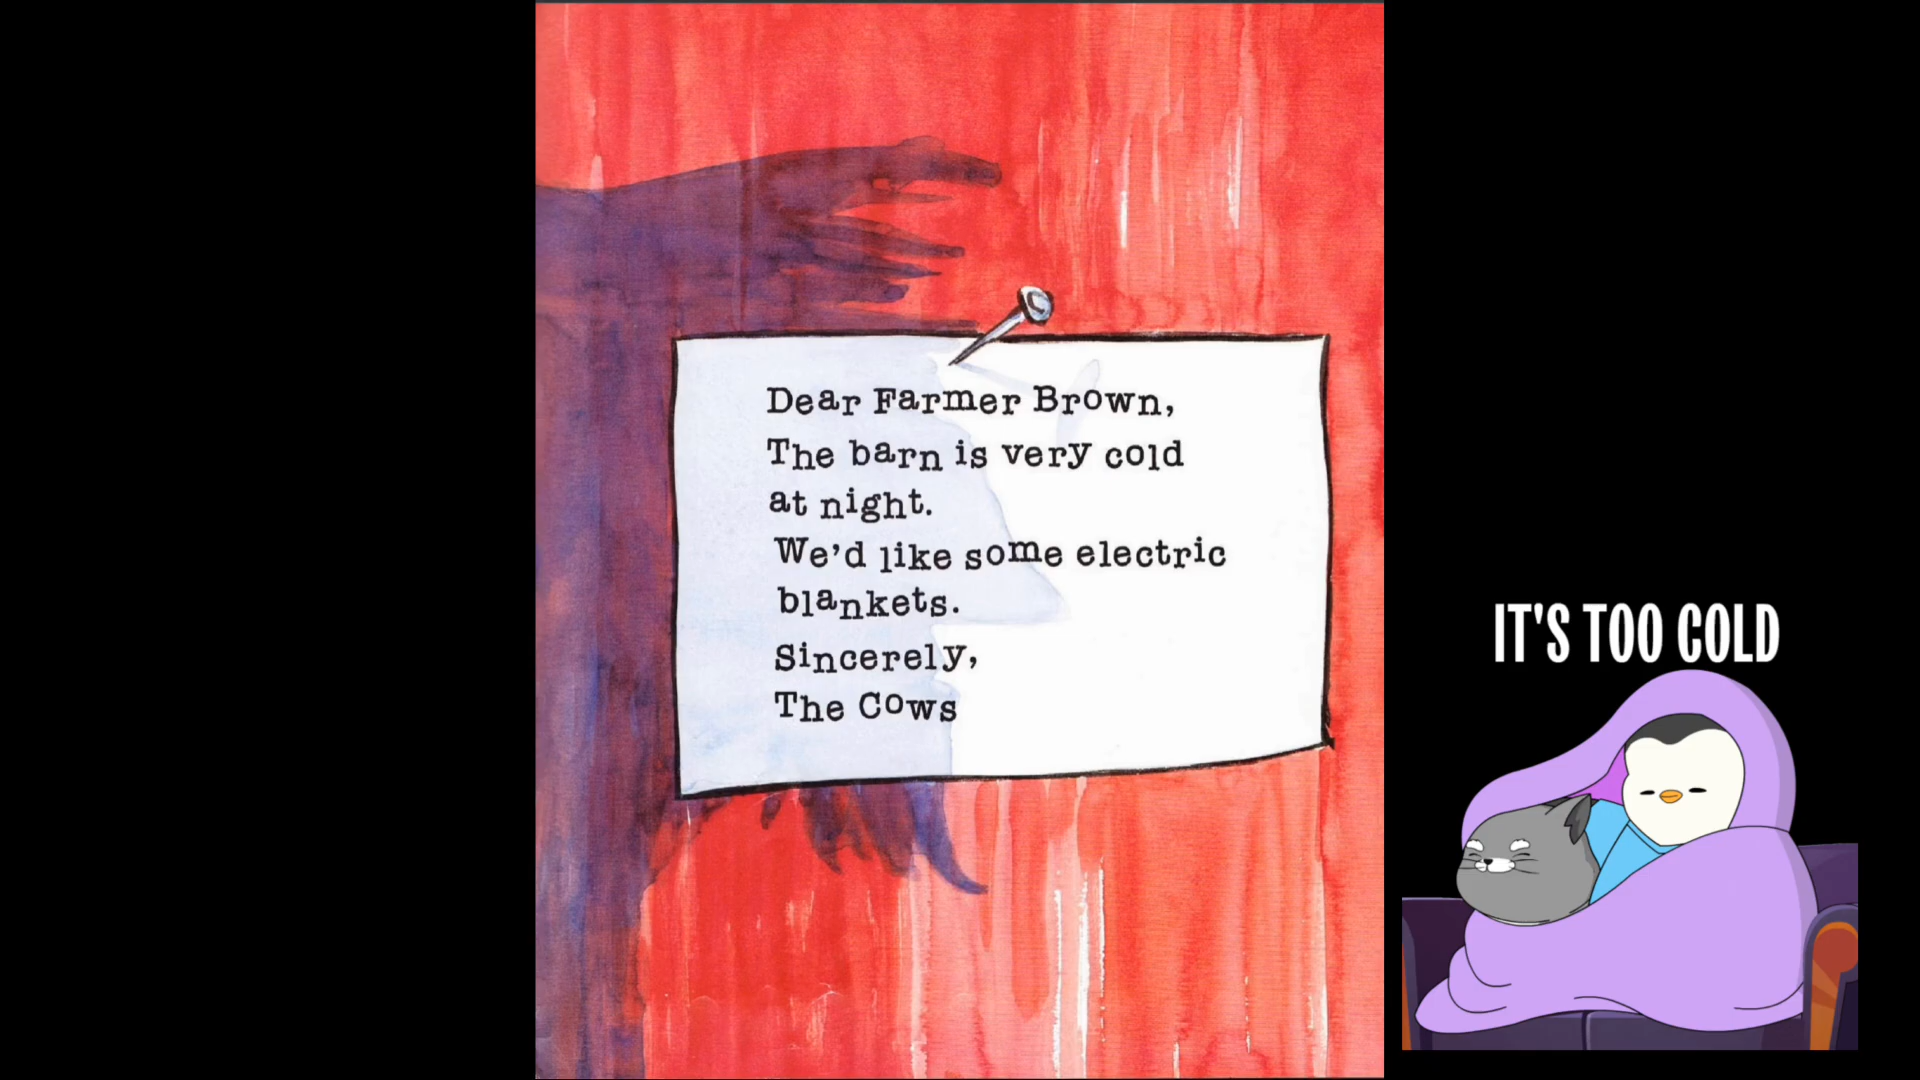 Dear Farmer Brown,
The barn is very cold
at night.
We'd like some electric
blankets.
Sincerely,
The Cows
IT'S TOO COLD